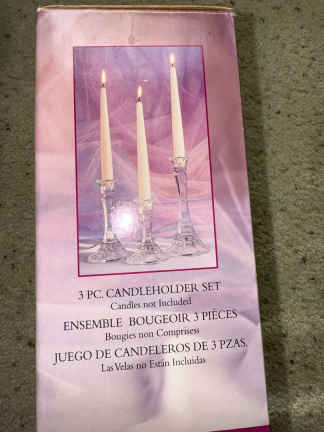 3 PC. CANDLEHOLDER SET
Candles not Included
ENSEMBLE BOUGEOIR 3 PIÈCES
Bougies non Comprisess
JUEGO DE CANDELEROS DE 3 PZAS.
Las Velas no Están Incluidas